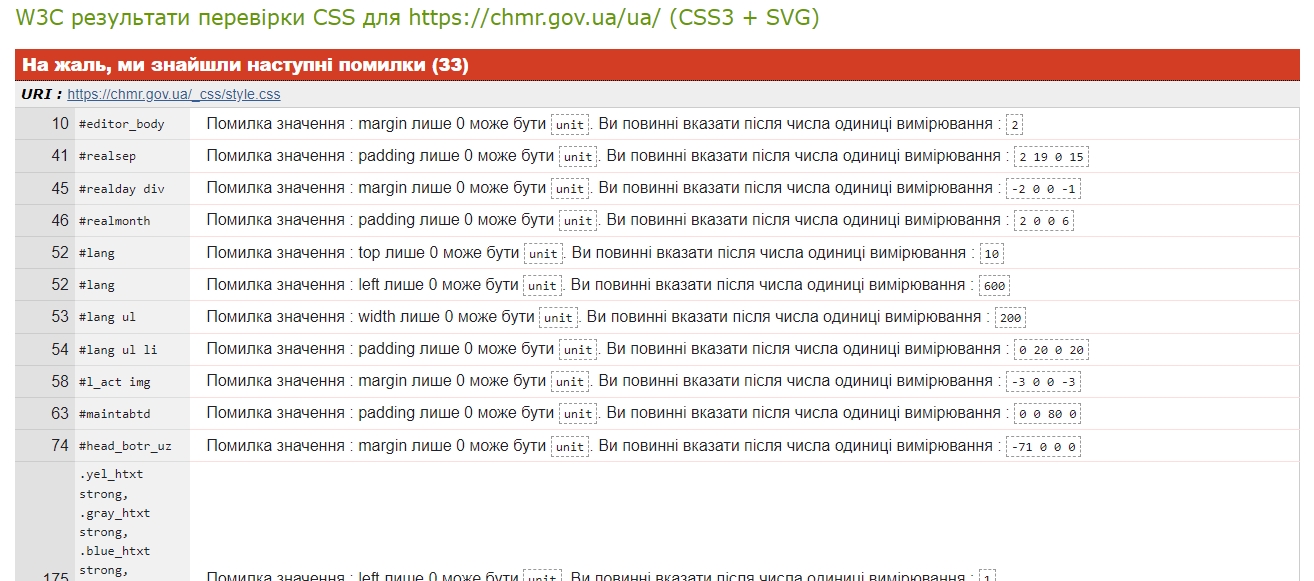 W3C результати перевірки CSS для https://chmr.gov.ua/ua/ (CSS3 + SVG)
На жаль, ми знайшли наступні помилки (33)
URI : https://chmr.gov.ua/_css/style.css
10 #editor_body Помилка значення : margin лише 0 може бути unit. Ви повинні вказати після числа одиниці вимірювання : 2
41 #realsep Помилка значення : padding лише 0 може бути unit. Ви повинні вказати після числа одиниці вимірювання : 2 19 0 15
45 #realday div Помилка значення : margin лише 0 може бути unit. Ви повинні вказати після числа одиниці вимірювання : -2 0 0 -1
46 #realmonth Помилка значення : padding лише 0 може бути unit. Ви повинні вказати після числа одиниці вимірювання : 2 0 0 6
52 #lang Помилка значення : top лише 0 може бути unit. Ви повинні вказати після числа одиниці вимірювання : 10
52 #lang Помилка значення : left лише 0 може бути unit. Ви повинні вказати після числа одиниці вимірювання : 600
53 #lang ul Помилка значення : width лише 0 може бути unit. Ви повинні вказати після числа одиниці вимірювання : 200
54 #lang ul li Помилка значення : padding лише 0 може бути unit. Ви повинні вказати після числа одиниці вимірювання : 0 20 0 20
58 #l_act img Помилка значення : margin лише 0 може бути unit. Ви повинні вказати після числа одиниці вимірювання : -3 0 0 -3
63 #maintabtd Помилка значення : padding лише 0 може бути unit. Ви повинні вказати після числа одиниці вимірювання : 0 0 80 0
74 #head_botr_uz Помилка значення : margin лише 0 може бути unit. Ви повинні вказати після числа одиниці вимірювання : -71 0 0 0
.yel_htxt
strong,
.gray_htxt
strong,
.blue_htxt
strong,
175 Помилка значення : left лише 0 може бути unit. Ви повинні вказати після числа одиниці вимірювання : 1